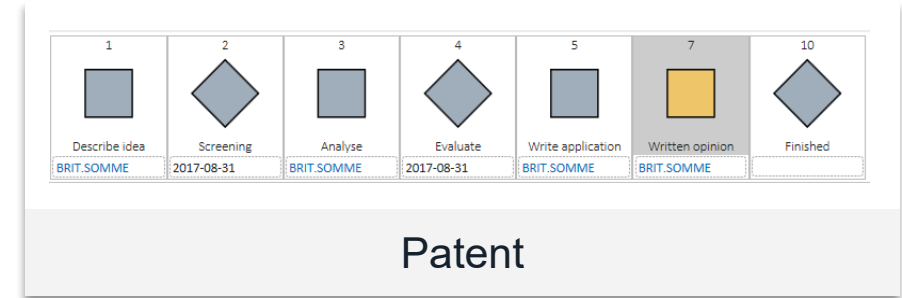 1 2 3 4 5 7 10
Describe idea Screening Analyse Evaluate Write application Written opinion Finished
BRIT.SOMME 2017-08-31 BRIT.SOMME 2017-08-31 BRIT.SOMME BRIT.SOMME
Patent